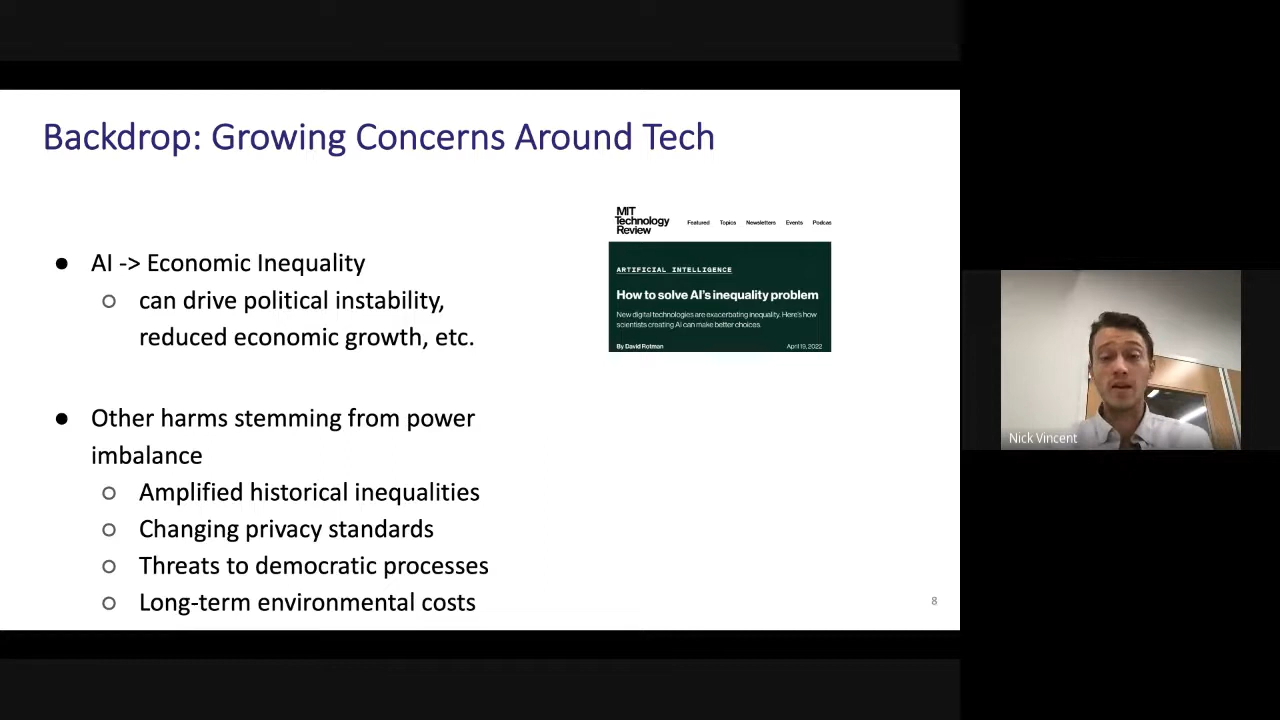 Backdrop: Growing Concerns Around Tech
● AI -> Economic Inequality
○ can drive political instability,
reduced economic growth, etc.
● Other harms stemming from power
imbalance
○ Amplified historical inequalities
○ Changing privacy standards
○ Threats to democratic processes
○ Long-term environmental costs
MIT
Technology
Review
Featured Topics Newsletters Events Podcas
ARTIFICIAL INTELLIGENCE
How to solve AI's inequality problem
New digital technologies are exacerbating inequality. Here's how
scientists creating AI can make better choices.
By David Rotman April 19, 2022
8
Nick Vincent